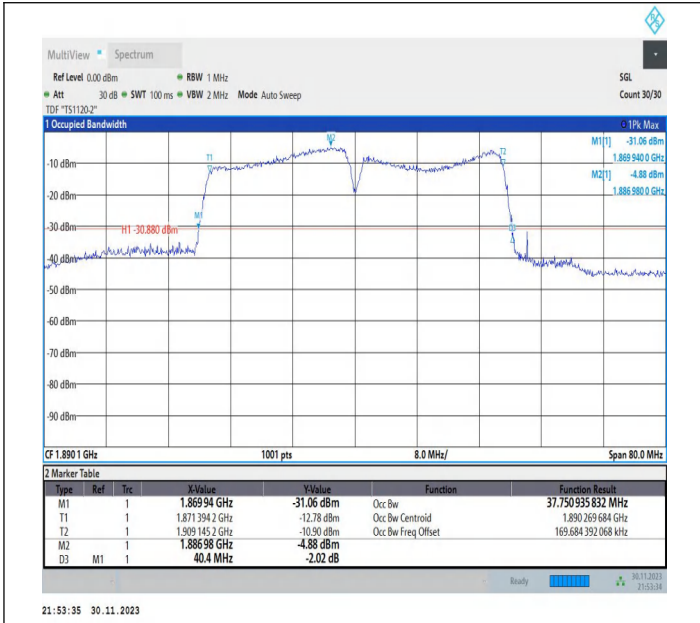 MultiView Spectrum
Ref Level 0.00 dBm RBW 1 MHz SGL
Att 30 dB SWT 100 ms VBW 2 MHz Mode Auto Sweep Count 30/30
TDF "TS1120-2"
1 Occupied Bandwidth 1Pk Max
M1[1] -31.06 dBm
1.869 940 0 GHz
M2[1] -4.88 dBm
1.886 980 0 GHz
M2
T1
T2
M1
D3
H1 -30.880 dBm
-10 dBm
-20 dBm
-30 dBm
-40 dBm
-50 dBm
-60 dBm
-70 dBm
-80 dBm
-90 dBm
CF 1.890 1 GHz 1001 pts 8.0 MHz/ Span 80.0 MHz
2 Marker Table
Type Ref Trc X-Value Y-Value Function Function Result
M1 1 1.869 94 GHz -31.06 dBm Occ Bw 37.750 935 832 MHz
T1 1 1.871 394 2 GHz -12.78 dBm Occ Bw Centroid 1.890 269 684 GHz
T2 1 1.909 145 2 GHz -10.90 dBm Occ Bw Freq Offset 169.684 392 068 kHz
M2 1 1.886 98 GHz -4.88 dBm
D3 M1 1 40.4 MHz -2.02 dB
Ready 30.11.2023
21:53:34
21:53:35 30.11.2023